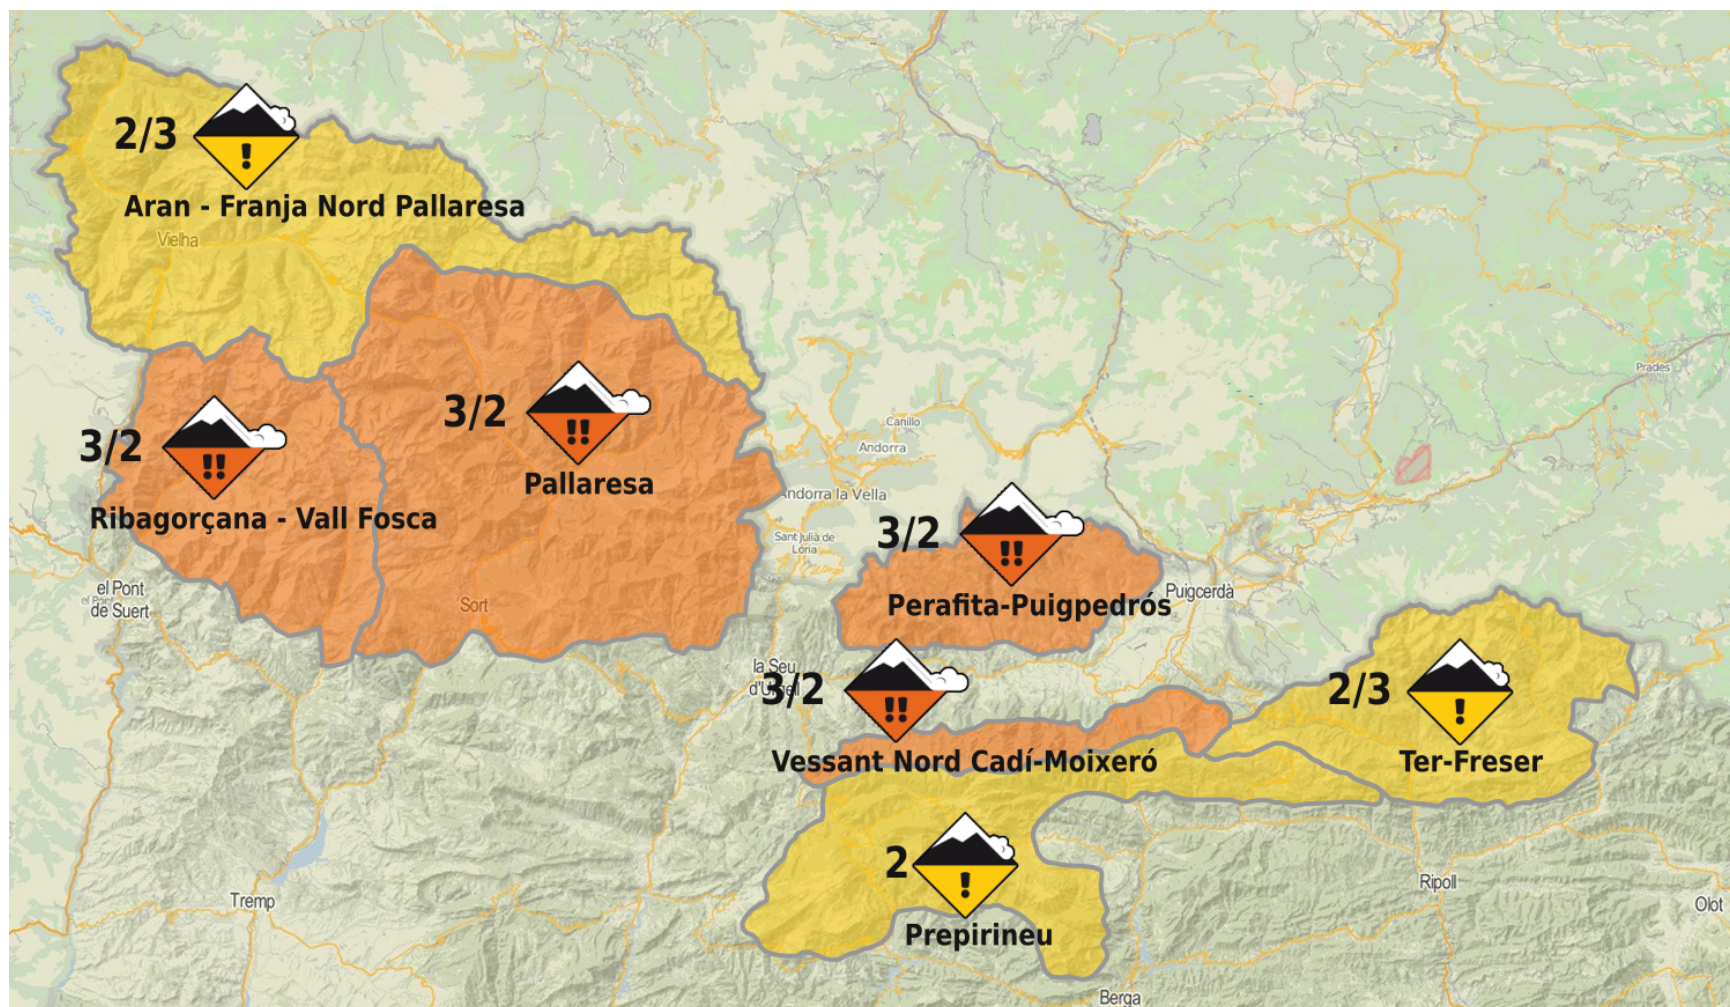 2/3
!
Aran - Franja Nord Pallaresa
Vielha
Prades
3/2
!!
Pallaresa
Canillo
Andorra
3/2
!!
Ribagorçana - Vall Fosca
Andorra la Vella
3/2
!!
Sant Julià de
Lòria
Perafita-Puigpedrós
Puigcerdà
el Pont
de Suert
Sort
la Seu
d'Urgell
3/2
!!
Vessant Nord Cadí-Moixeró
2/3
!
Ter-Freser
2
!
Prepirineu
Tremp
Ripoll
Olot
Berga